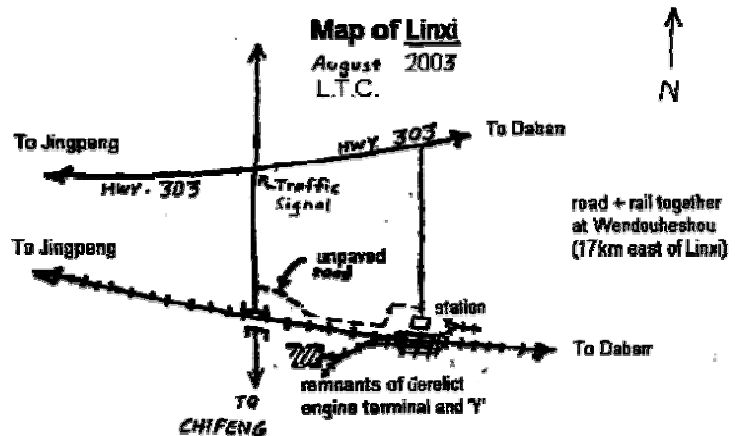 Map of Linxi
August 2003
L.T.C.
N
To Jingpeng
HWY 303
To Daban
HWY. 303
Traffic
Signal
road + rail together
at Wendouheshou
(17km east of Linxi)
To Jingpeng
unpaved
road
station
To Daban
remnants of derelict
engine terminal and 'Y'
TO
CHIFENG